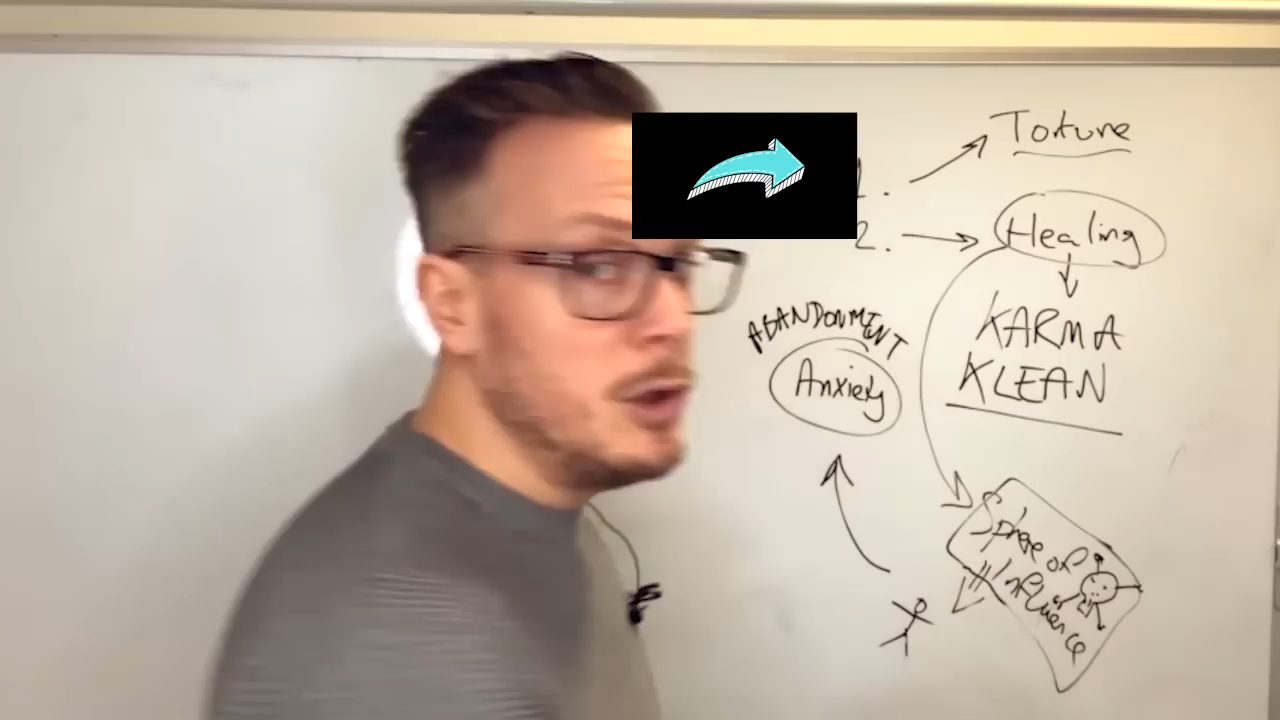 1. Torture
2. Healing
KARMA
KLEAN
ABANDONMENT
Anxiety
Sphere of
Influence